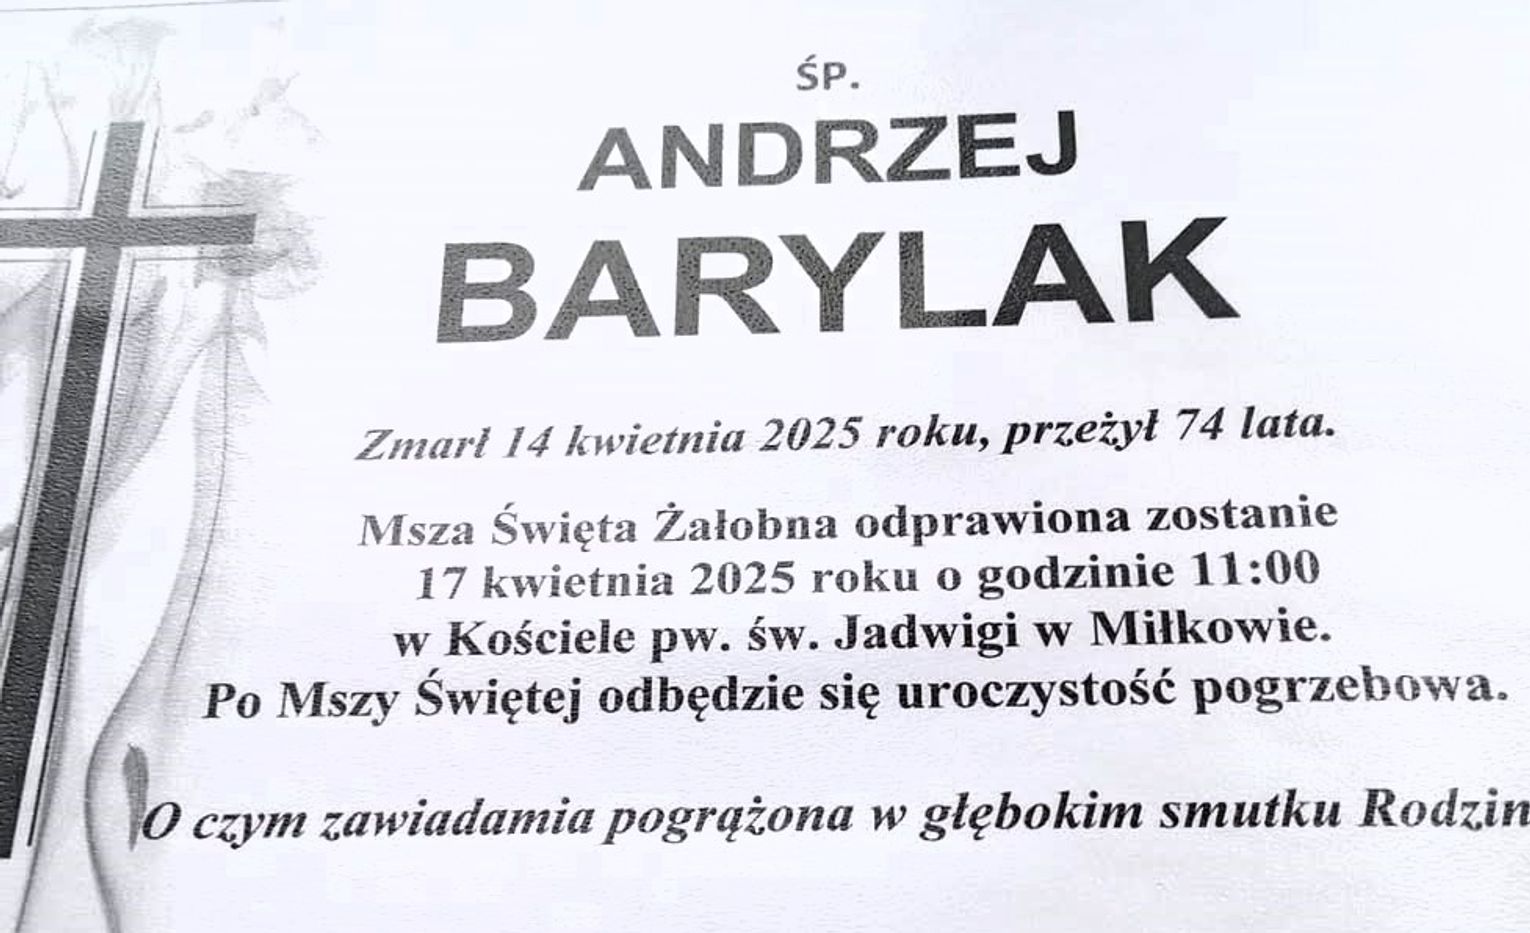 ŚP.
ANDRZEJ
BARYLAK
Zmarł 14 kwietnia 2025 roku, przeżył 74 lata.
Msza Święta Żałobna odprawiona zostanie
17 kwietnia 2025 roku o godzinie 11:00
w Kościele pw. św. Jadwigi w Miłkowie.
Po Mszy Świętej odbędzie się uroczystość pogrzebowa.
O czym zawiadamia pogrążona w głębokim smutku Rodzin